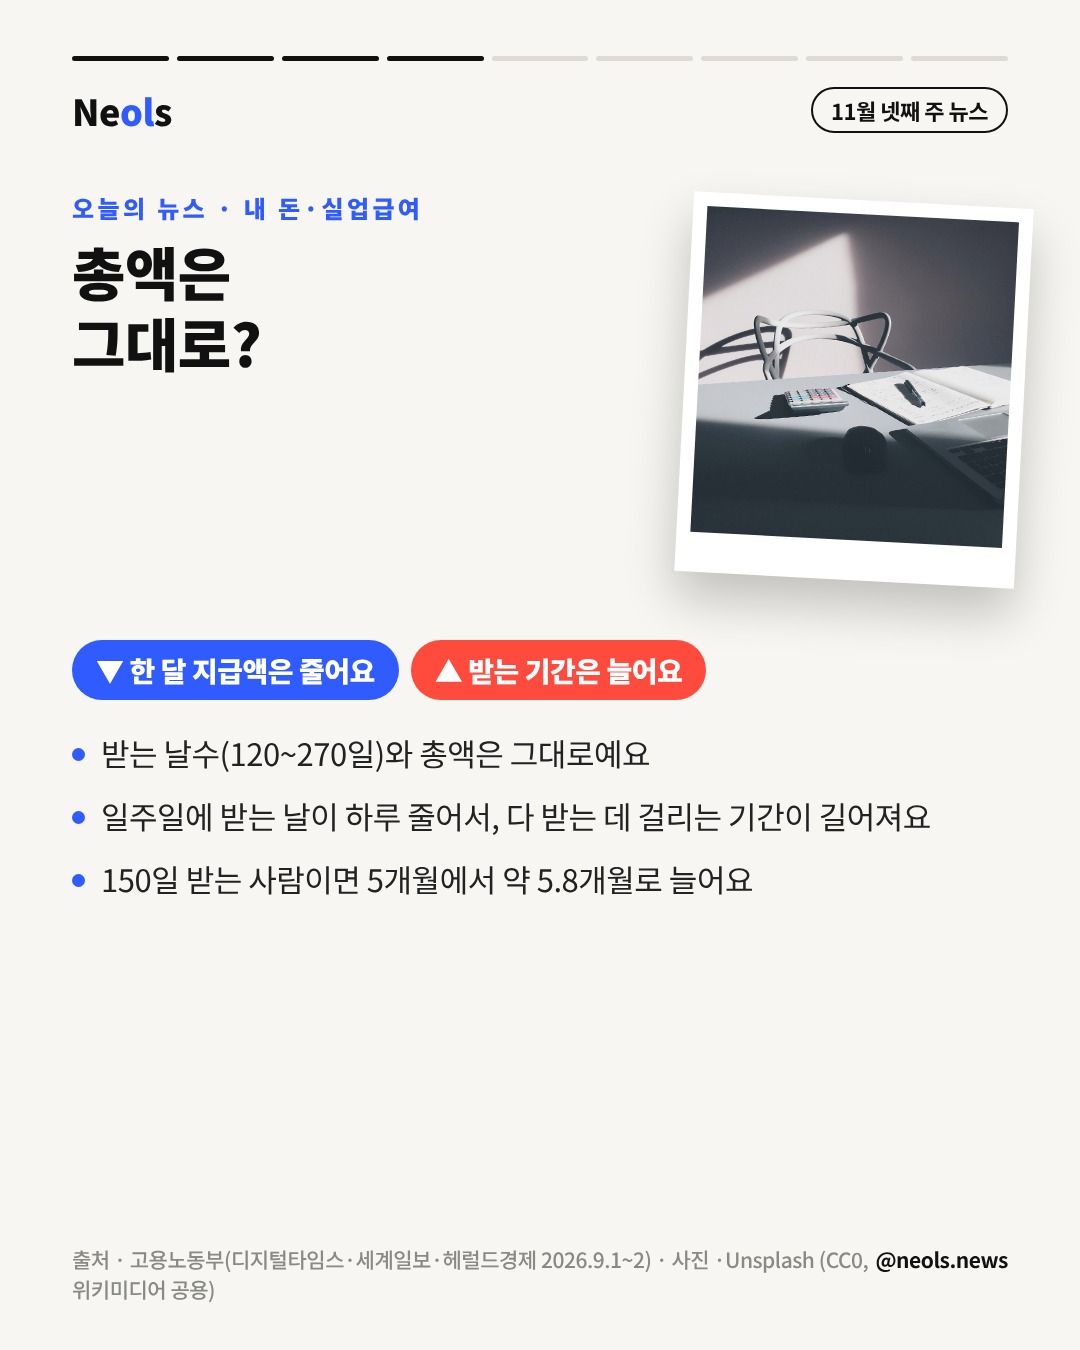 Neols
11월 넷째 주 뉴스
오늘의 뉴스 · 내 돈·실업급여
총액은
그대로?
▼ 한 달 지급액은 줄어요
▲ 받는 기간은 늘어요
받는 날수(120~270일)와 총액은 그대로예요
일주일에 받는 날이 하루 줄어서, 다 받는 데 걸리는 기간이 길어져요
150일 받는 사람이면 5개월에서 약 5.8개월로 늘어요
출처 · 고용노동부(디지털타임스·세계일보·헤럴드경제 2026.9.1~2) · 사진 ·Unsplash (CC0, @neols.news
위키미디어 공용)